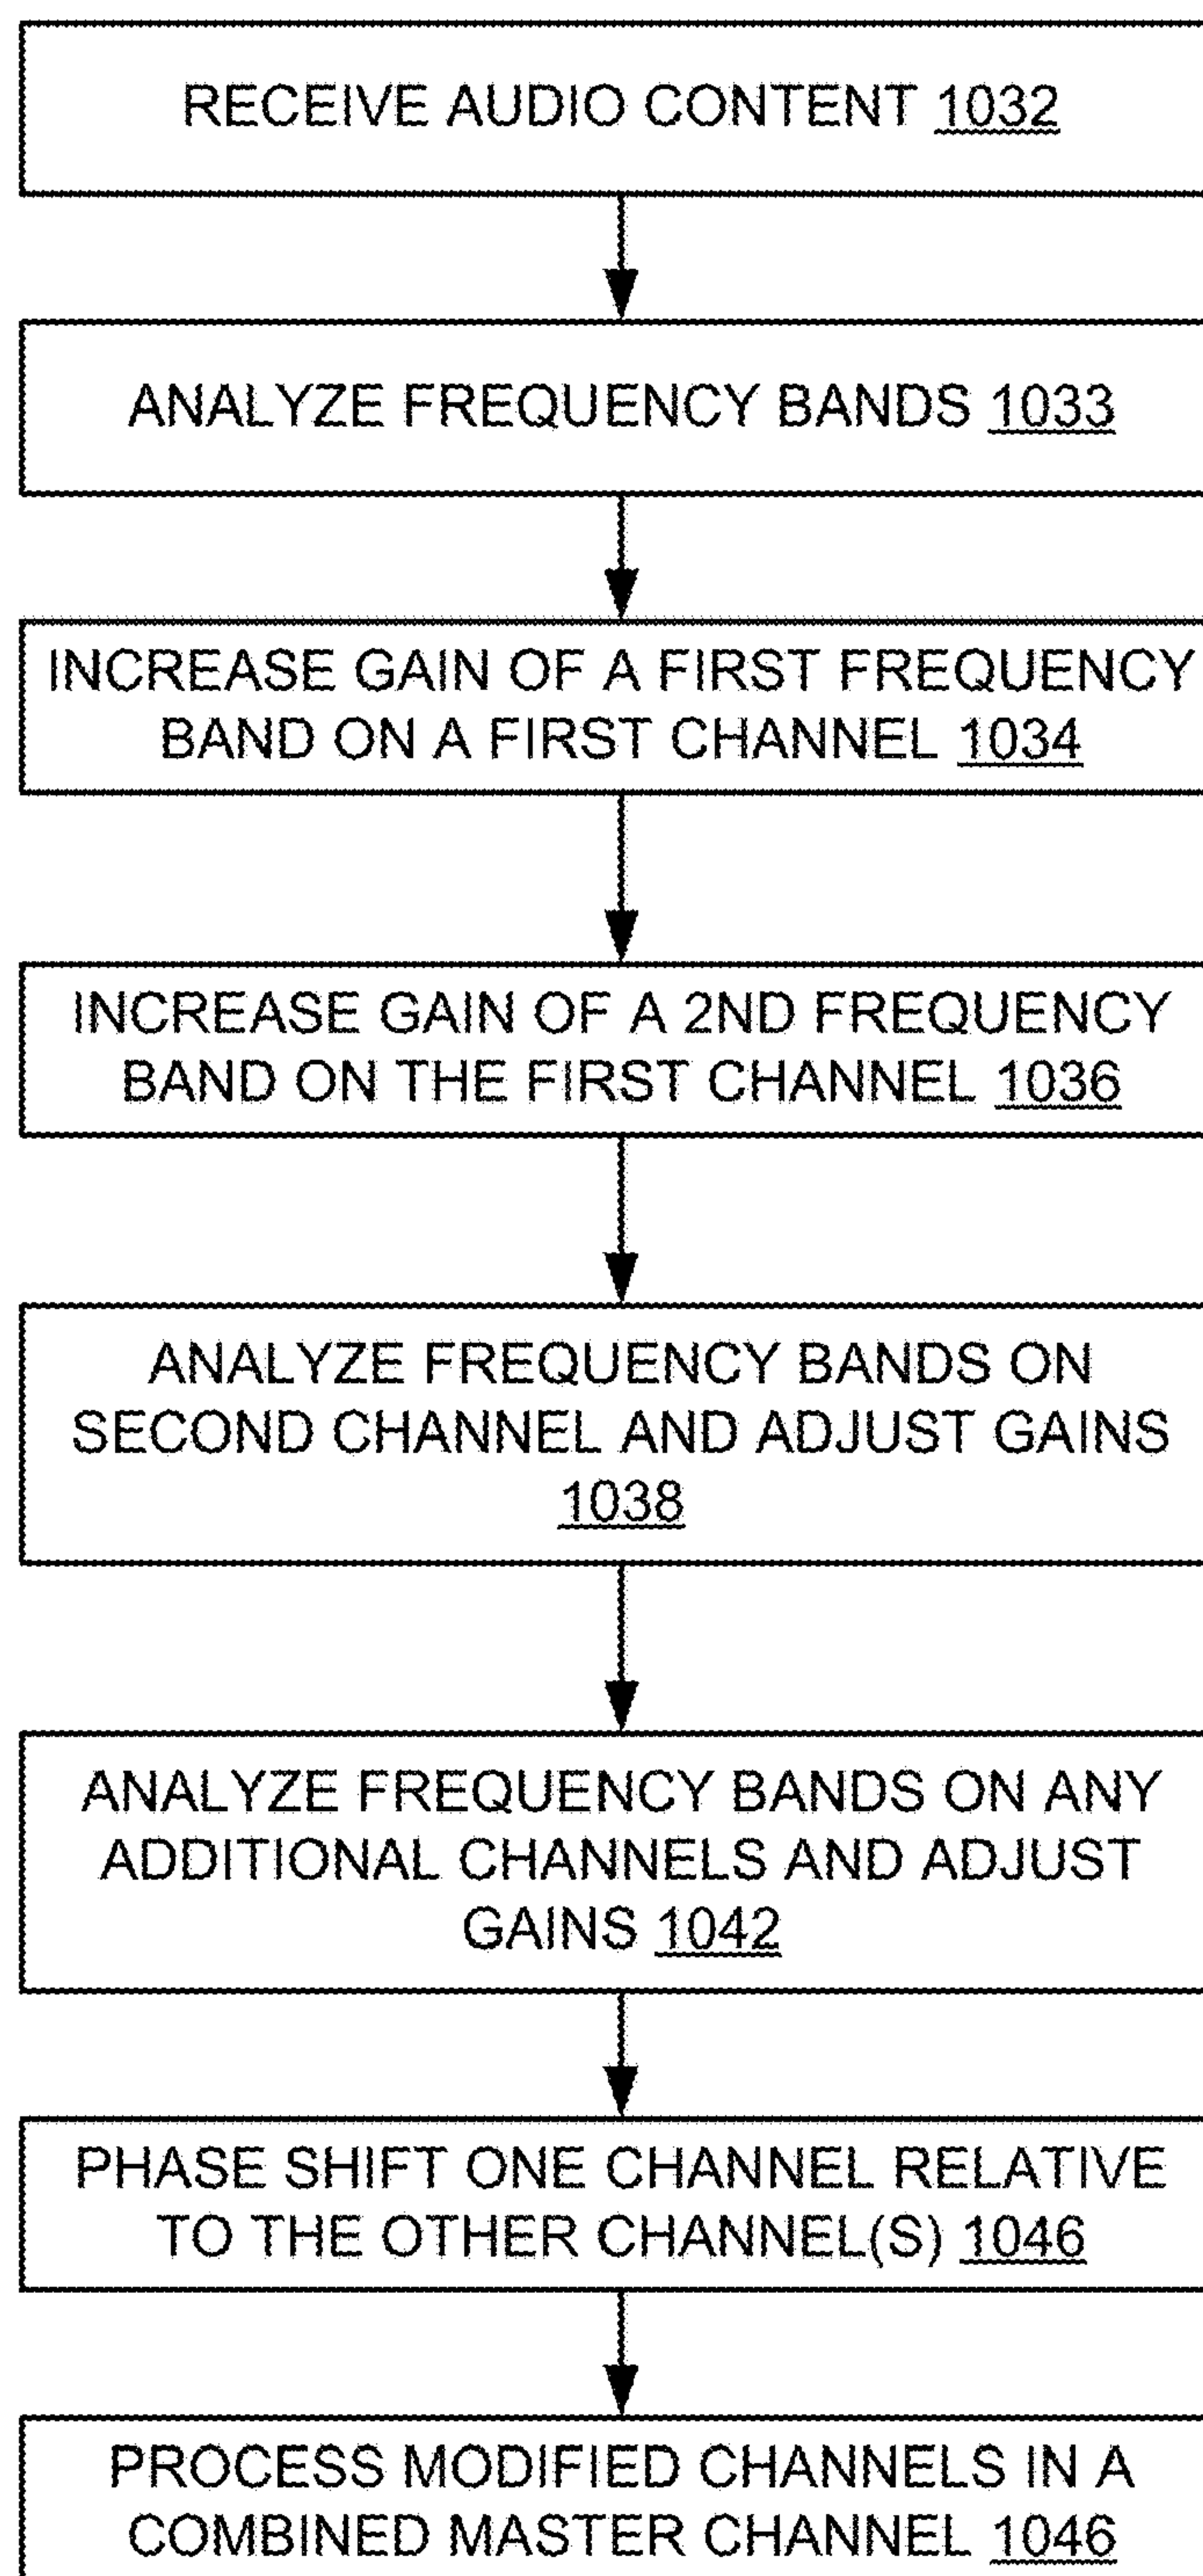 RECEIVE AUDIO CONTENT 1032
ANALYZE FREQUENCY BANDS 1033
INCREASE GAIN OF A FIRST FREQUENCY
BAND ON A FIRST CHANNEL 1034
INCREASE GAIN OF A 2ND FREQUENCY
BAND ON THE FIRST CHANNEL 1036
ANALYZE FREQUENCY BANDS ON
SECOND CHANNEL AND ADJUST GAINS
1038
ANALYZE FREQUENCY BANDS ON ANY
ADDITIONAL CHANNELS AND ADJUST
GAINS 1042
PHASE SHIFT ONE CHANNEL RELATIVE
TO THE OTHER CHANNEL(S) 1046
PROCESS MODIFIED CHANNELS IN A
COMBINED MASTER CHANNEL 1046